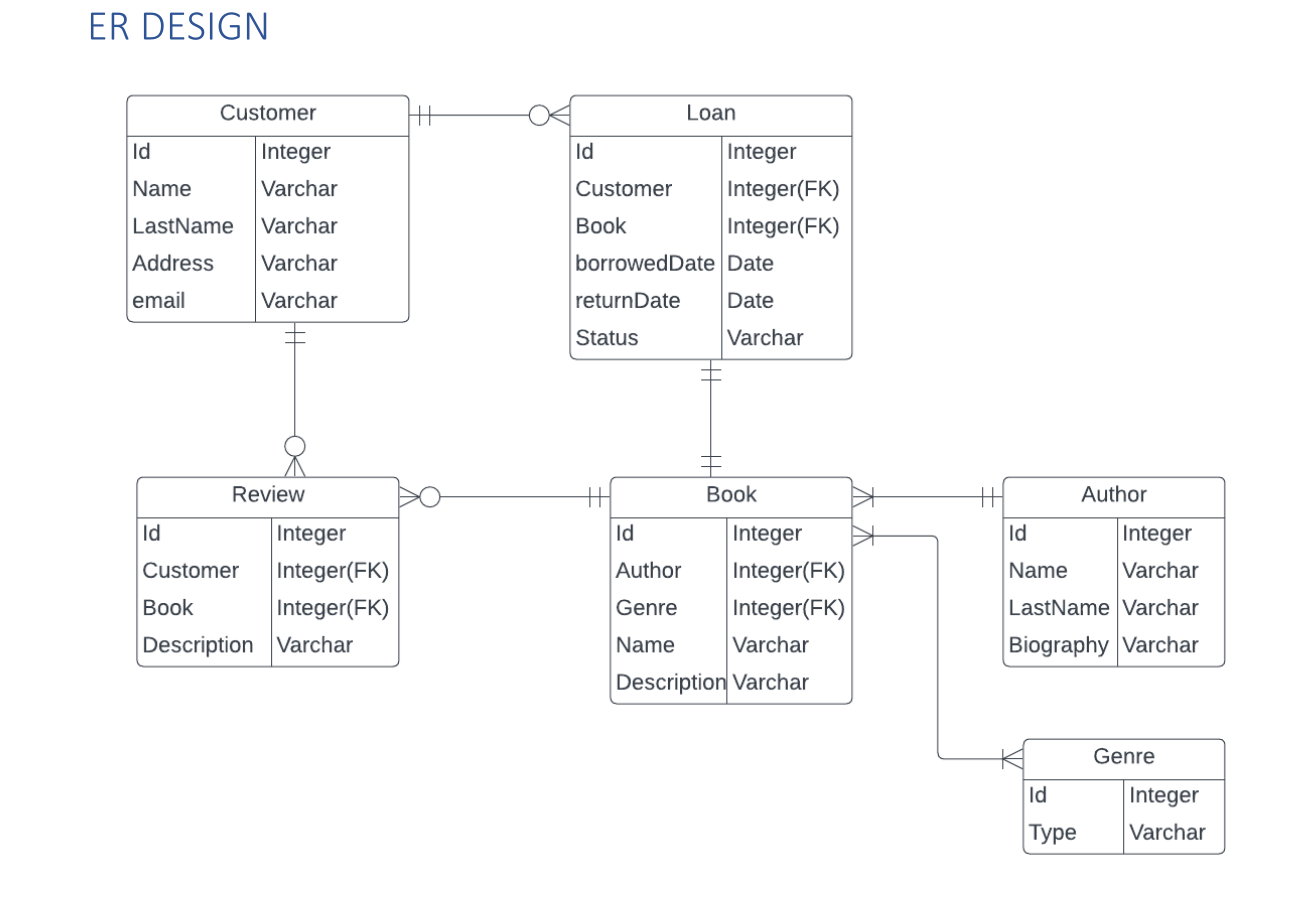 ER DESIGN
Customer
Id Integer
Name Varchar
LastName Varchar
Address Varchar
email Varchar
Loan
Id Integer
Customer Integer(FK)
Book Integer(FK)
borrowedDate Date
returnDate Date
Status Varchar
Review
Id Integer
Customer Integer(FK)
Book Integer(FK)
Description Varchar
Book
Id Integer
Author Integer(FK)
Genre Integer(FK)
Name Varchar
Description Varchar
Author
Id Integer
Name Varchar
LastName Varchar
Biography Varchar
Genre
Id Integer
Type Varchar